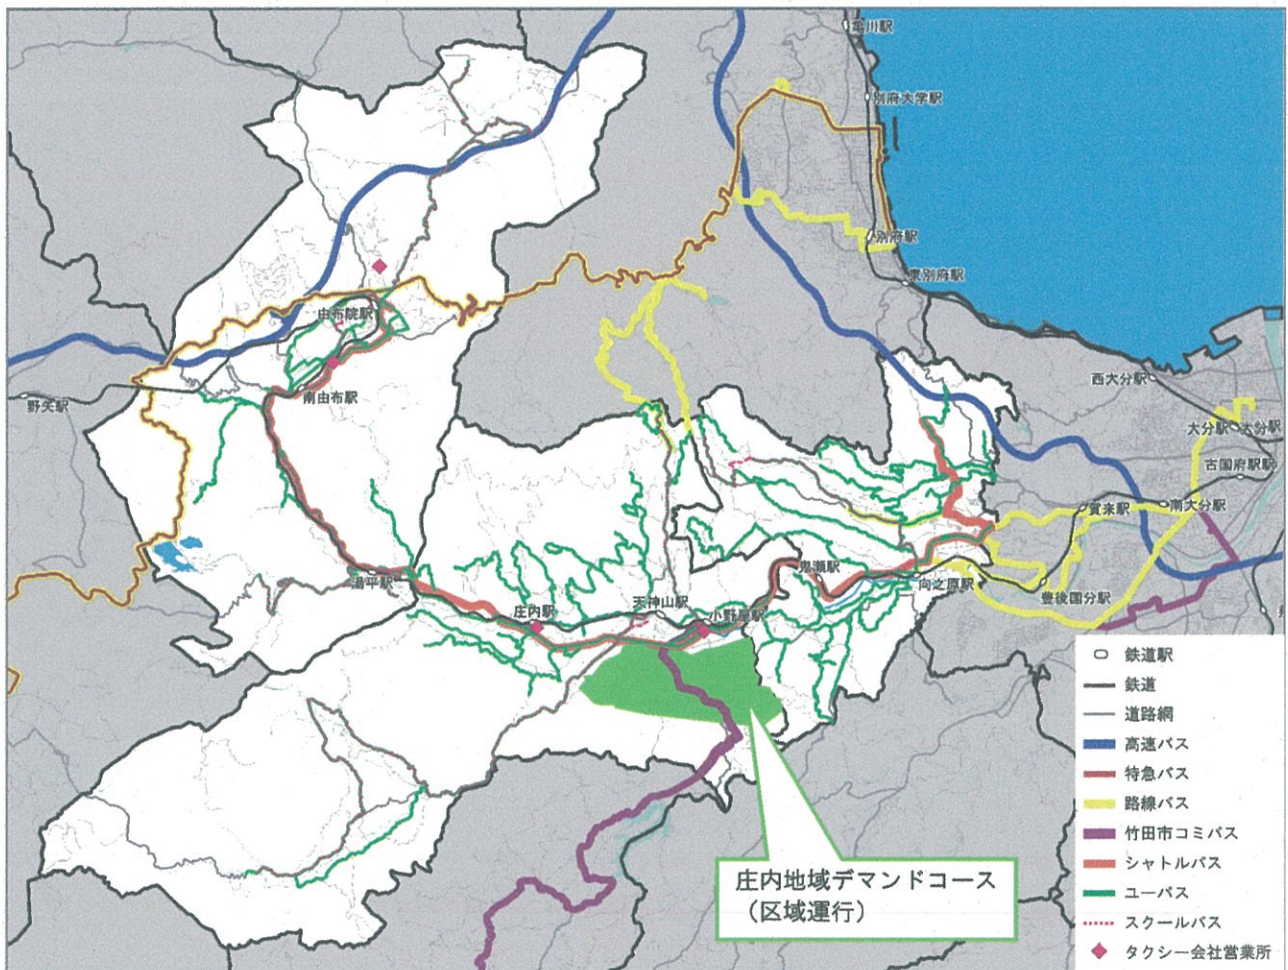 亀川駅
別府大学駅
別府駅
東別府駅
由布院駅
南由布駅
野矢駅
西大分駅
大分駅
大分駅
古国府駅駅
賀来駅
南大分駅
湯平駅
鬼瀬駅
向之原駅
豊後国分駅
庄内駅
天神山駅
小野屋駅
鉄道駅
鉄道
道路網
高速バス
特急バス
路線バス
竹田市コミバス
シャトルバス
ユーバス
スクールバス
タクシー会社営業所
庄内地域デマンドコース
（区域運行）